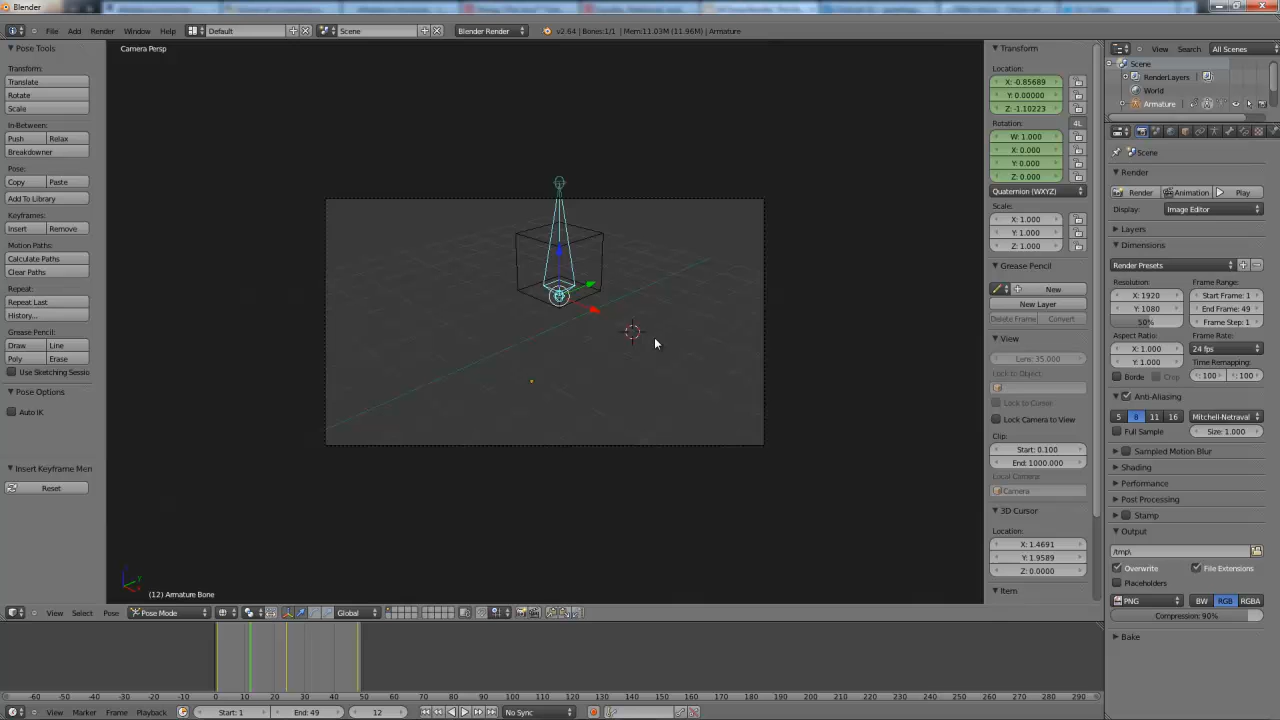 Blender
File Add Render Window Help Default Scene Blender Render v2.64 | Bones:1/1 | Mem:11.03M (11.96M) | Armature
Pose Tools
Transform:
Translate
Rotate
Scale
In-Between:
Push Relax
Breakdowner
Pose:
Copy Paste
Add To Library
Keyframes:
Insert Remove
Motion Paths:
Calculate Paths
Clear Paths
Repeat:
Repeat Last
History...
Grease Pencil:
Draw Line
Poly Erase
Use Sketching Sessio
Pose Options
Auto IK
Insert Keyframe Men
Reset
Camera Persp
(12) Armature Bone
Transform
Location:
X: -0.85689
Y: 0.00000
Z: -1.10223
Rotation:
4L
W: 1.000
X: 0.000
Y: 0.000
Z: 0.000
Quaternion (WXYZ)
Scale:
X: 1.000
Y: 1.000
Z: 1.000
Grease Pencil
New
New Layer
Delete Frame Convert
View
Lens: 35.000
Lock to Object:
Lock to Cursor
Lock Camera to View
Clip:
Start: 0.100
End: 1000.000
Local Camera:
Camera
3D Cursor
Location:
X: 1.4691
Y: 1.9589
Z: 0.0000
Item
View Search All Scenes
Scene
RenderLayers
World
Armature
Scene
Render
Render Animation Play
Display: Image Editor
Layers
Dimensions
Render Presets
Resolution: Frame Range:
X: 1920 Start Frame: 1
Y: 1080 End Frame: 49
50% Frame Step: 1
Aspect Ratio: Frame Rate:
X: 1.000 24 fps
Y: 1.000 Time Remapping:
Borde Crop : 100 : 100
Anti-Aliasing
5 8 11 16 Mitchell-Netraval
Full Sample Size: 1.000
Sampled Motion Blur
Shading
Performance
Post Processing
Stamp
Output
/tmp\
Overwrite File Extensions
Placeholders
PNG BW RGB RGBA
Compression: 90%
Bake
View Select Pose Pose Mode Global
-60 -50 -40 -30 -20 -10 0 10 20 30 40 50 60 70 80 90 100 110 120 130 140 150 160 170 180 190 200 210 220 230 240 250 260 270 280 290
View Marker Frame Playback Start: 1 End: 49 12 No Sync